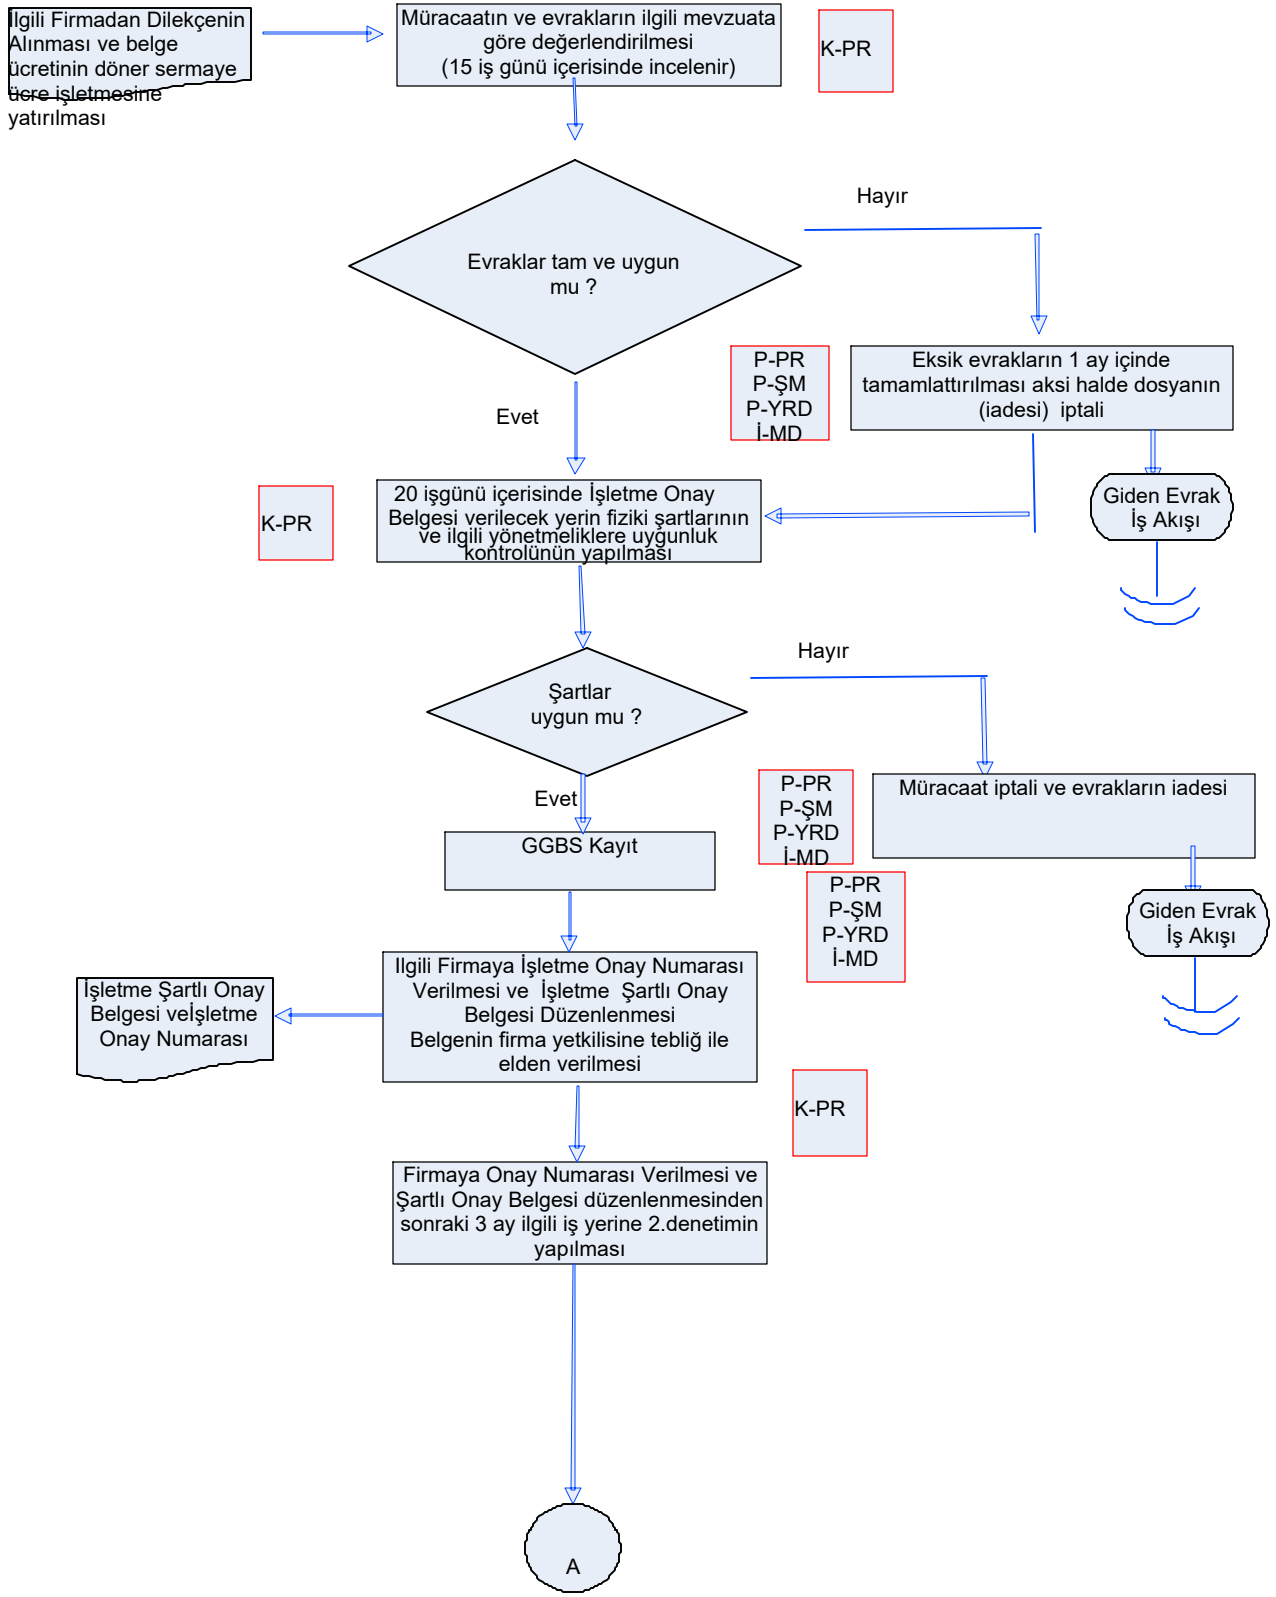 İlgili Firmadan Dilekçenin
Alınması ve belge
ücretinin döner sermaye
ücre işletmesine
yatırılması
Müracaatın ve evrakların ilgili mevzuata
göre değerlendirilmesi
(15 iş günü içerisinde incelenir)
K-PR
Hayır
Evraklar tam ve uygun
mu ?
P-PR
P-ŞM
P-YRD
İ-MD
Eksik evrakların 1 ay içinde
tamamlattırılması aksi halde dosyanın
(iadesi)  iptali
Evet
Giden Evrak
İş Akışı
K-PR
20 işgünü içerisinde İşletme Onay
Belgesi verilecek yerin fiziki şartlarının
ve ilgili yönetmeliklere uygunluk
kontrolünün yapılması
Hayır
Şartlar
uygun mu ?
P-PR
P-ŞM
P-YRD
İ-MD
Müracaat iptali ve evrakların iadesi
Evet
GGBS Kayıt
P-PR
P-ŞM
P-YRD
İ-MD
Giden Evrak
İş Akışı
Ilgili Firmaya İşletme Onay Numarası
Verilmesi ve  İşletme  Şartlı Onay
Belgesi Düzenlenmesi
Belgenin firma yetkilisine tebliğ ile
elden verilmesi
İşletme Şartlı Onay
Belgesi veİşletme
Onay Numarası
K-PR
Firmaya Onay Numarası Verilmesi ve
Şartlı Onay Belgesi düzenlenmesinden
sonraki 3 ay ilgili iş yerine 2.denetimin
yapılması
A